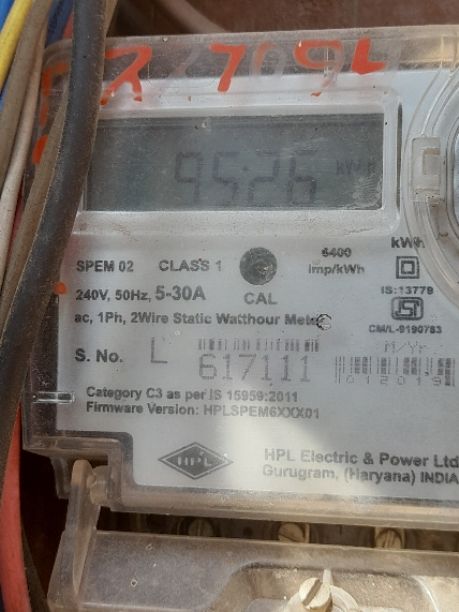 9526 kWh
SPEM 02 CLASS 1 6400 kWh
imp/kWh
240V, 50Hz, 5-30A CAL IS:13779
ac, 1Ph, 2Wire Static Watthour Meter CM/L-9190783
M/Yr
S. No. L 617111 012019
Category C3 as per IS 15959:2011
Firmware Version: HPLSPEM6XXX01
HPL HPL Electric & Power Ltd
Gurugram, (Haryana) INDIA